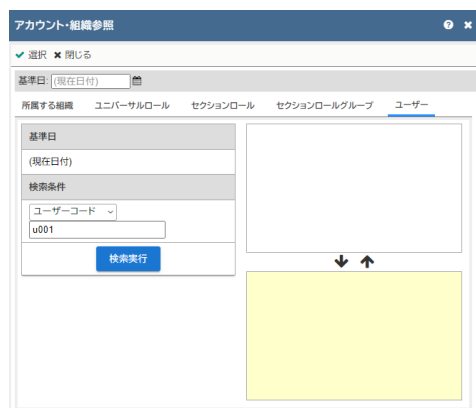 アカウント・組織参照
選択 閉じる
基準日: (現在日付)
所属する組織 ユニバーサルロール セクションロール セクションロールグループ ユーザー
基準日
(現在日付)
検索条件
ユーザーコード
u001
検索実行